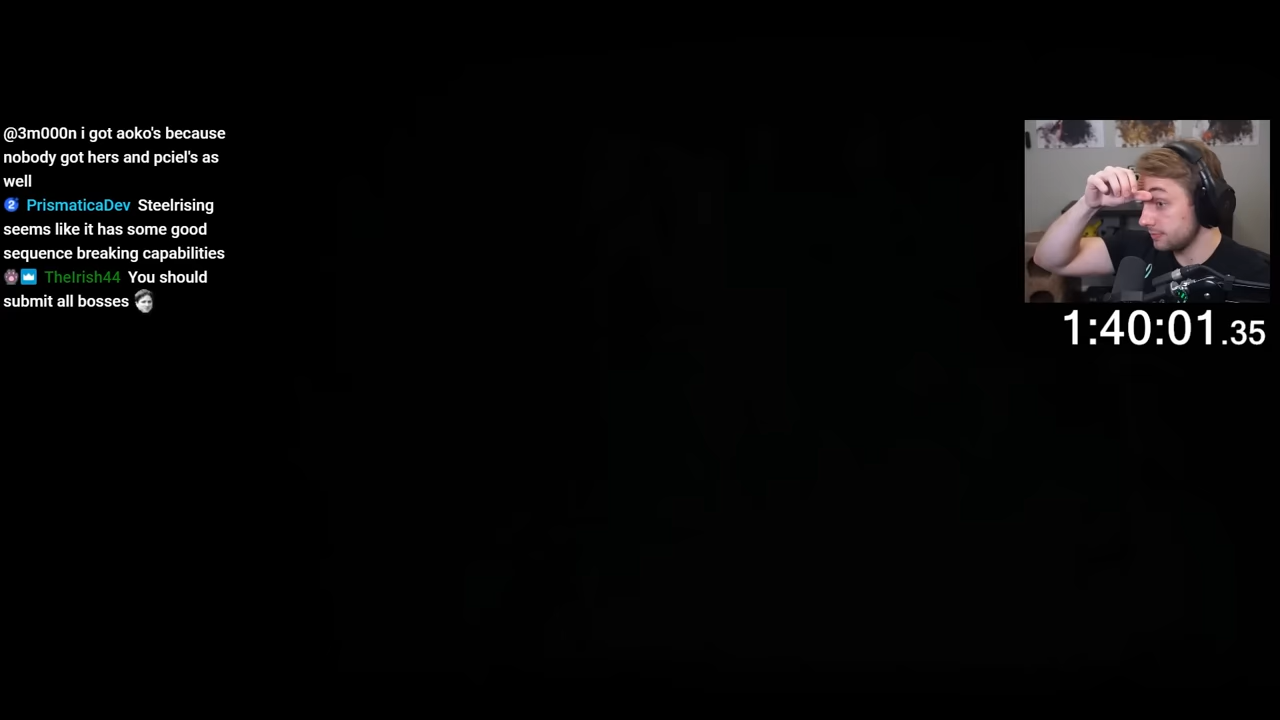 @3m000n i got aoko's because
nobody got hers and pciel's as
well
2 PrismaticaDev Steelrising
seems like it has some good
sequence breaking capabilities
TheIrish44 You should
submit all bosses
1:40:01.35